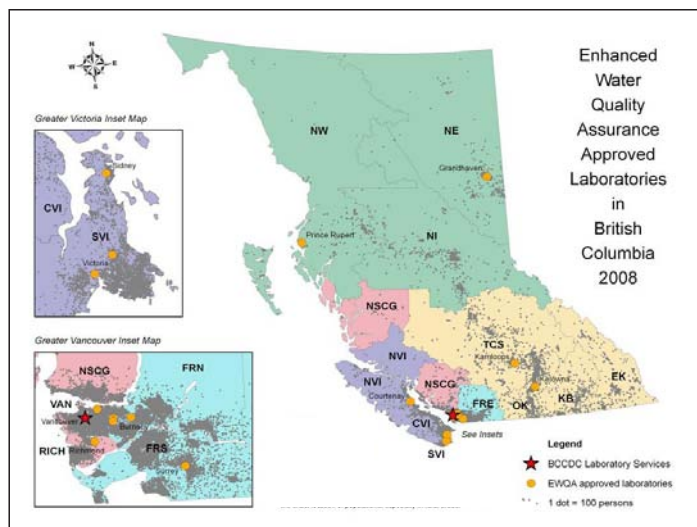 Enhanced
Water
Quality
Assurance
Approved
Laboratories
in
British
Columbia
2008
N
W E
S
Greater Victoria Inset Map
Sidney
CVI
SVI
Victoria
Greater Vancouver Inset Map
NSCG
FRN
VAN
Vancouver
RICH
Richmond
FRS
Surrey
NW
NE
Grandhaven
Prince Rupert
NI
NSCG
TCS
NVI
Kamloops
NVI
NSCG
Kelowna
EK
Courtenay
FRE
OK
KB
CVI
See Insets
SVI
Legend
BCCDC Laboratory Services
EWQA approved laboratories
1 dot = 100 persons